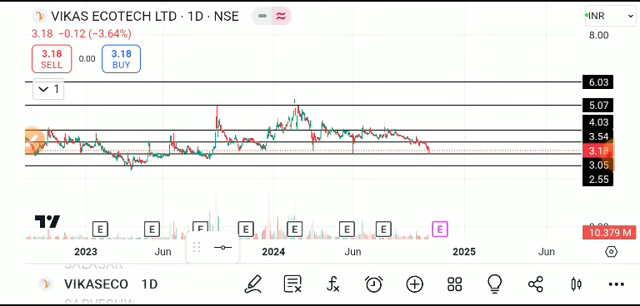 VIKAS ECOTECH LTD · 1D · NSE
INR
3.18 -0.12 (-3.64%)
8.00
3.18
SELL
0.00
3.18
BUY
1
6.03
5.07
4.03
3.54
3.18
3.05
2.55
E E E E E E E E
10.379 M
2023 Jun 2024 Jun 2025 Jun
SALASAR
VIKASECO 1D